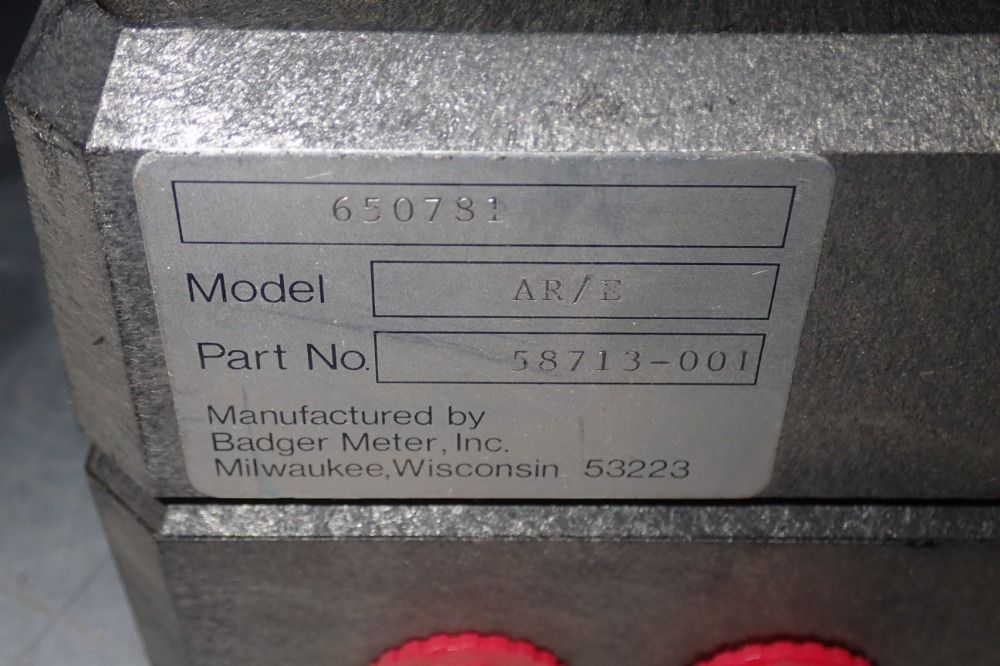 650781
Model AR/E
Part No. 58713-001
Manufactured by
Badger Meter, Inc.
Milwaukee, Wisconsin 53223